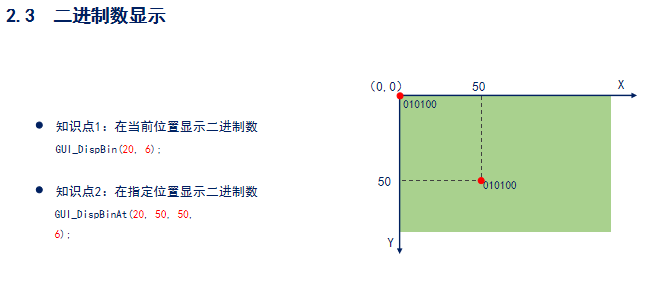 2.3 二进制数显示
知识点1：在当前位置显示二进制数
GUI_DispBin(20, 6);
知识点2：在指定位置显示二进制数
GUI_DispBinAt(20, 50, 50,
6);
(0,0)
50
X
010100
50
010100
Y